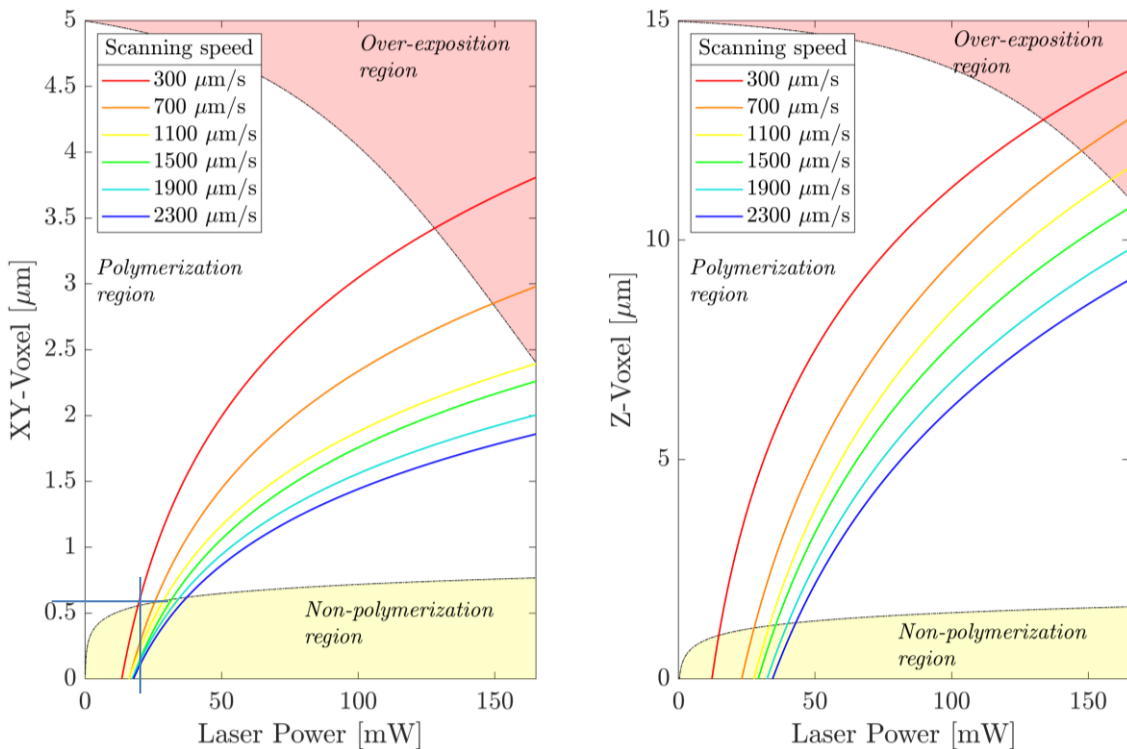 5
4.5
4
3.5
3
2.5
2
1.5
1
0.5
0
XY-Voxel [μm]
Scanning speed
300 μm/s
700 μm/s
1100 μm/s
1500 μm/s
1900 μm/s
2300 μm/s
Over-exposition
region
Polymerization
region
Non-polymerization
region
0 50 100 150
Laser Power [mW]
15
10
5
0
Z-Voxel [μm]
Scanning speed
300 μm/s
700 μm/s
1100 μm/s
1500 μm/s
1900 μm/s
2300 μm/s
Over-exposition
region
Polymerization
region
Non-polymerization
region
0 50 100 150
Laser Power [mW]